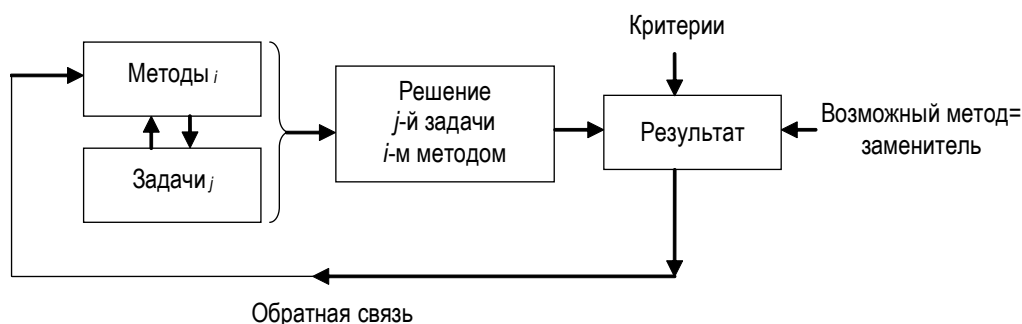 Критерии
Методы i
Задачи j
Решение
j-й задачи
i-м методом
Результат
Возможный метод=
заменитель
Обратная связь